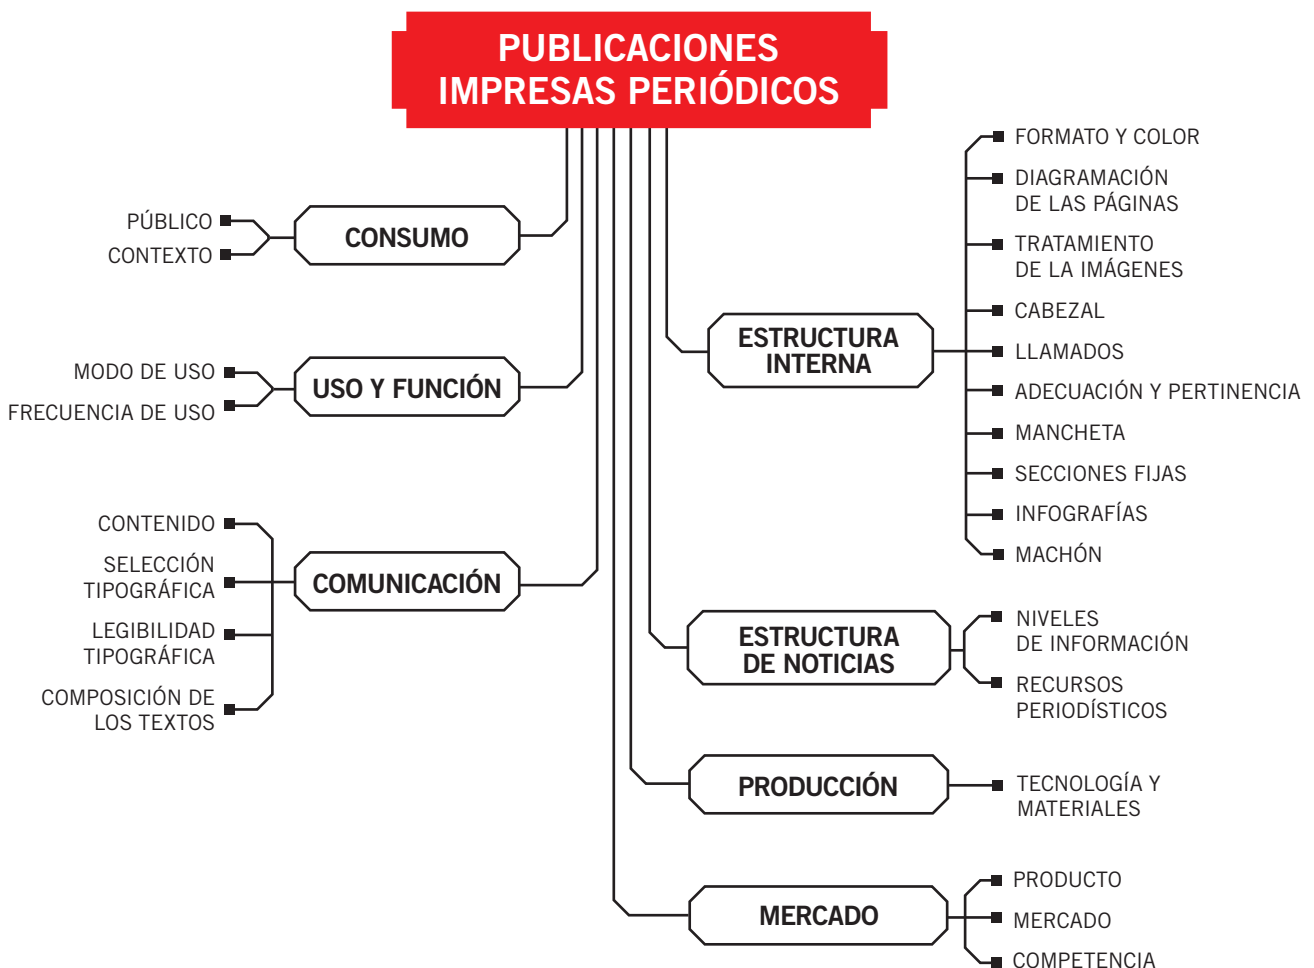 PUBLICACIONES
IMPRESAS PERIÓDICOS
CONSUMO
PÚBLICO
CONTEXTO
USO Y FUNCIÓN
MODO DE USO
FRECUENCIA DE USO
COMUNICACIÓN
CONTENIDO
SELECCIÓN
TIPOGRÁFICA
LEGIBILIDAD
TIPOGRÁFICA
COMPOSICIÓN DE
LOS TEXTOS
ESTRUCTURA
INTERNA
FORMATO Y COLOR
DIAGRAMACIÓN
DE LAS PÁGINAS
TRATAMIENTO
DE LA IMÁGENES
CABEZAL
LLAMADOS
ADECUACIÓN Y PERTINENCIA
MANCHETA
SECCIONES FIJAS
INFOGRAFÍAS
MACHÓN
ESTRUCTURA
DE NOTICIAS
NIVELES
DE INFORMACIÓN
RECURSOS
PERIODÍSTICOS
PRODUCCIÓN
TECNOLOGÍA Y
MATERIALES
MERCADO
PRODUCTO
MERCADO
COMPETENCIA